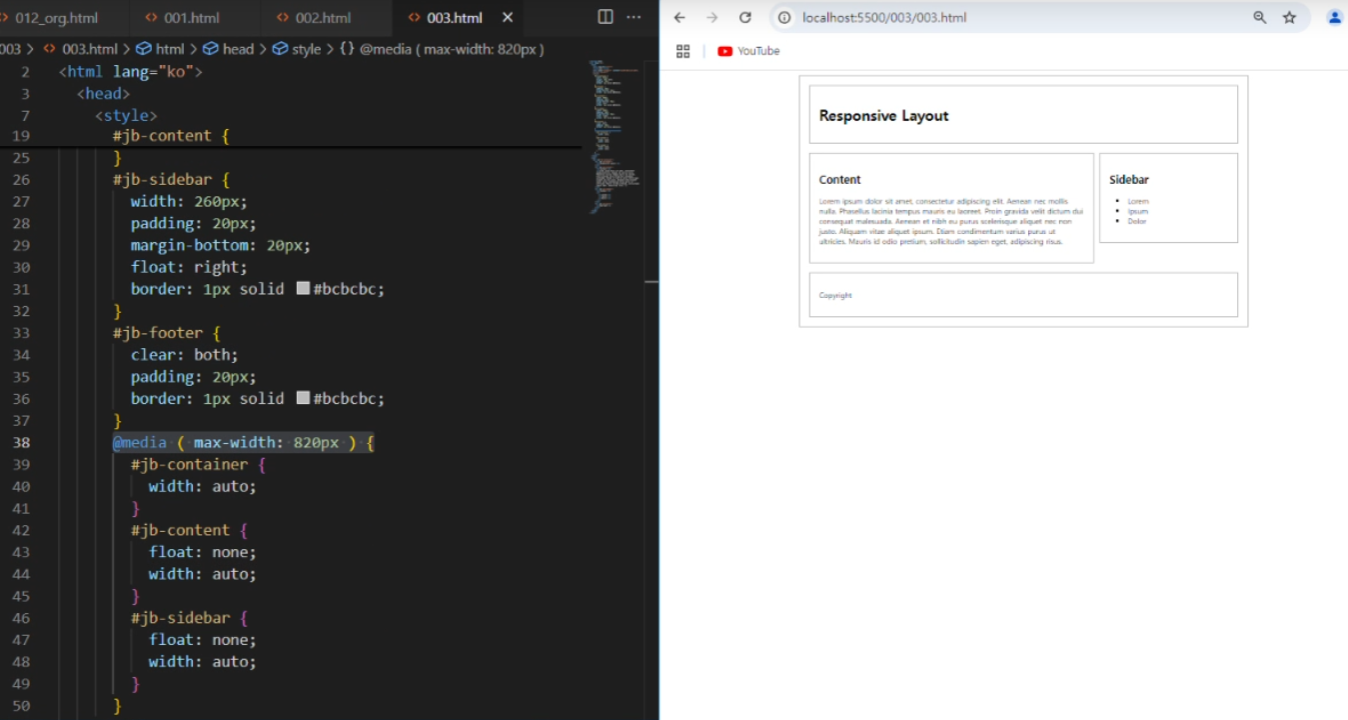 012_org.html
001.html
002.html
003.html
003 > 003.html > html > head > style > {} @media ( max-width: 820px )
2 <html lang="ko">
3 <head>
7 <style>
19 #jb-content {
25 }
26 #jb-sidebar {
27 width: 260px;
28 padding: 20px;
29 margin-bottom: 20px;
30 float: right;
31 border: 1px solid #bcbcbc;
32 }
33 #jb-footer {
34 clear: both;
35 padding: 20px;
36 border: 1px solid #bcbcbc;
37 }
38 @media ( max-width: 820px ) {
39 #jb-container {
40 width: auto;
41 }
42 #jb-content {
43 float: none;
44 width: auto;
45 }
46 #jb-sidebar {
47 float: none;
48 width: auto;
49 }
50 }
localhost:5500/003/003.html
YouTube
Responsive Layout
Content
Lorem ipsum dolor sit amet, consectetur adipiscing elit. Aenean nec mollis
nulla. Phasellus lacinia tempus mauris eu laoreet. Proin gravida velit dictum dui
consequat malesuada. Aenean et nibh eu purus scelerisque aliquet nec non
justo. Aliquam vitae aliquet ipsum. Etiam condimentum varius purus ut
ultricies. Mauris id odio pretium, sollicitudin sapien eget, adipiscing risus.
Sidebar
Lorem
Ipsum
Dolor
Copyright